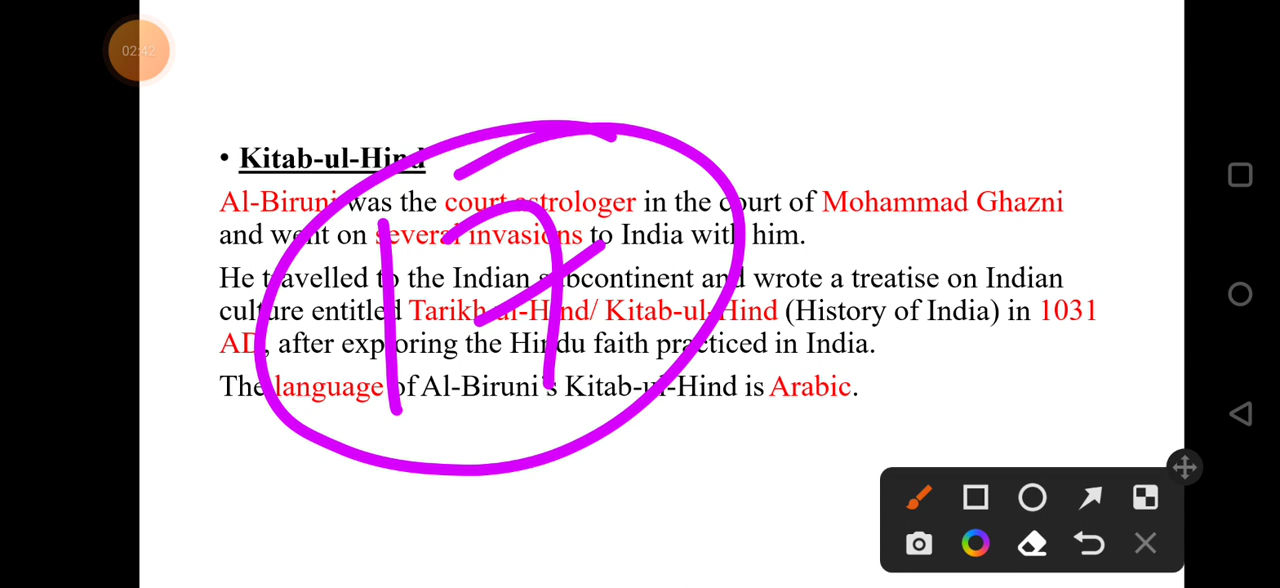 02:42
• Kitab-ul-Hind
Al-Biruni was the court astrologer in the court of Mohammad Ghazni
and went on several invasions to India with him.
He travelled to the Indian subcontinent and wrote a treatise on Indian
culture entitled Tarikh-al-Hind/ Kitab-ul-Hind (History of India) in 1031
AD, after exploring the Hindu faith practiced in India.
The language of Al-Biruni's Kitab-ul-Hind is Arabic.
17